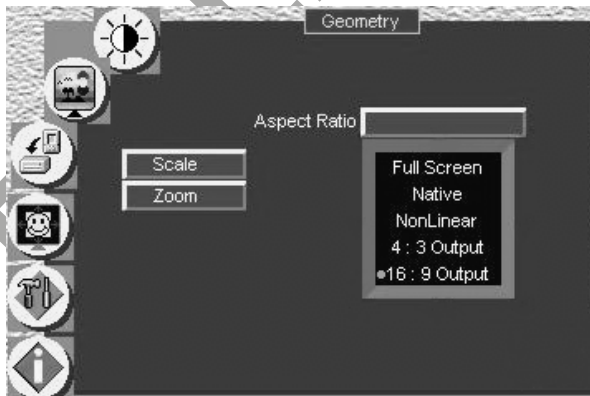 Geometry
Aspect Ratio
Scale
Zoom
Full Screen
Native
NonLinear
4 : 3 Output
16 : 9 Output